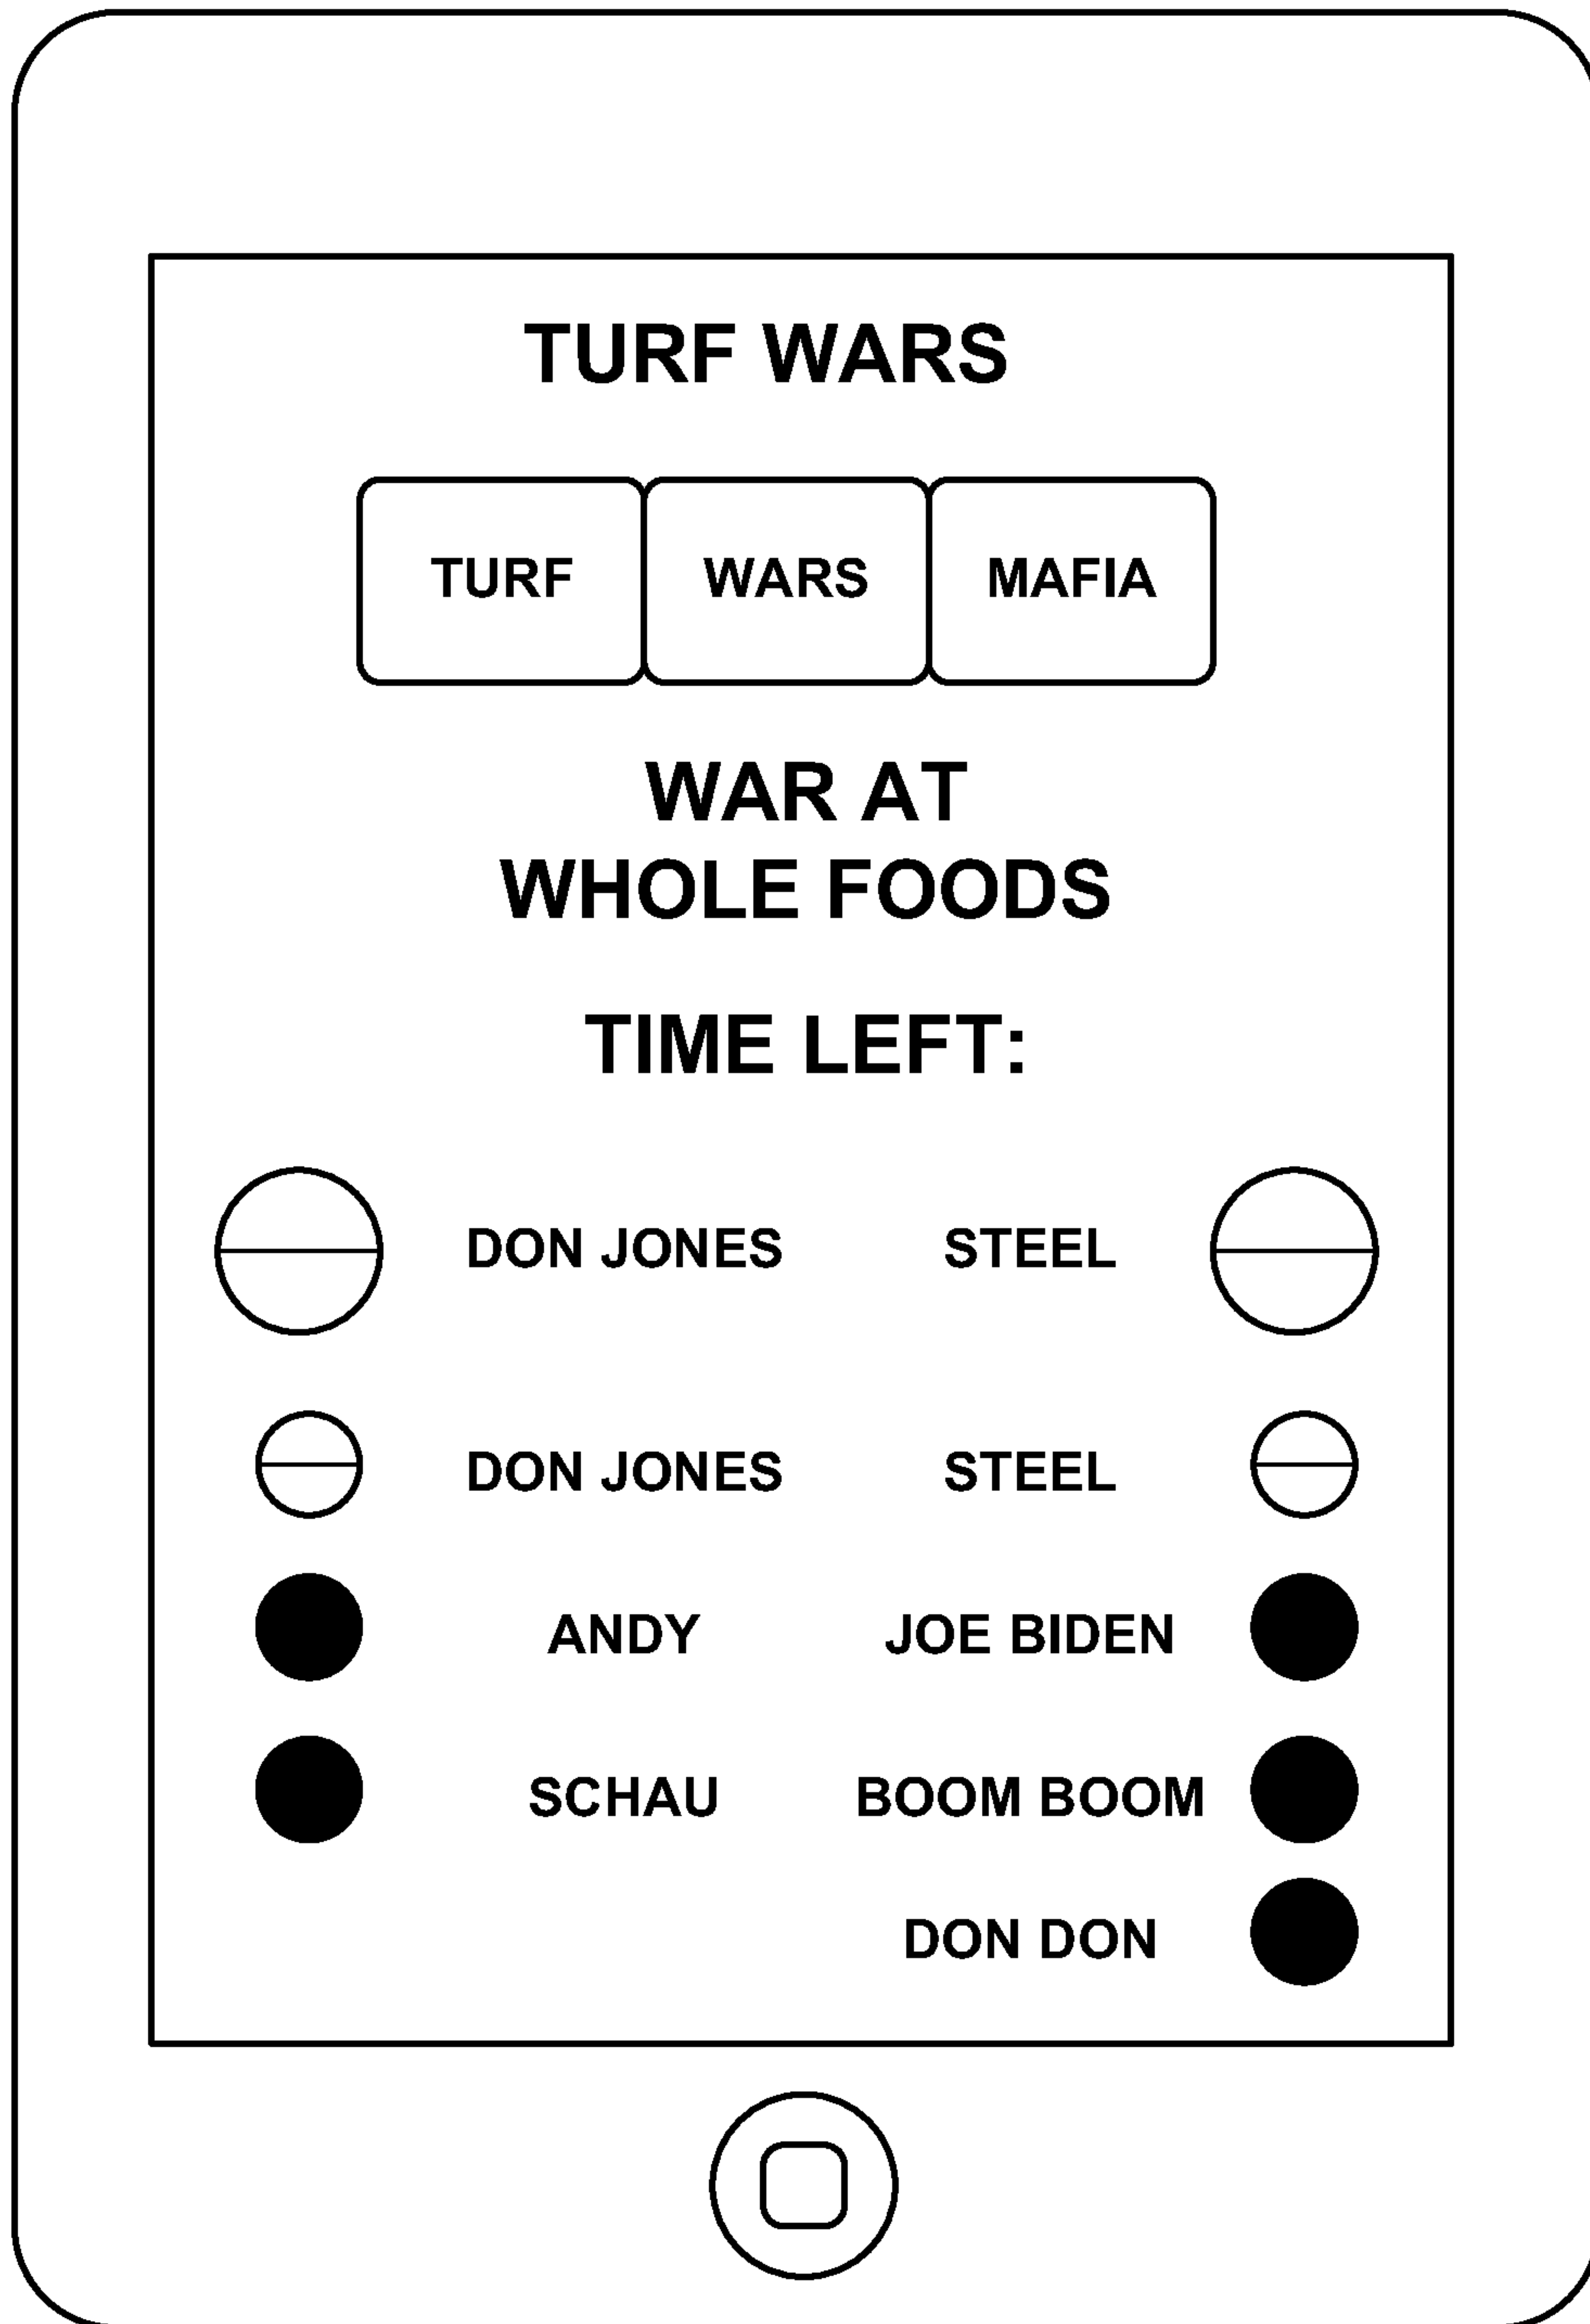 TURF WARS
TURF WARS MAFIA
WAR AT
WHOLE FOODS
TIME LEFT:
DON JONES STEEL
DON JONES STEEL
ANDY JOE BIDEN
SCHAU BOOM BOOM
DON DON